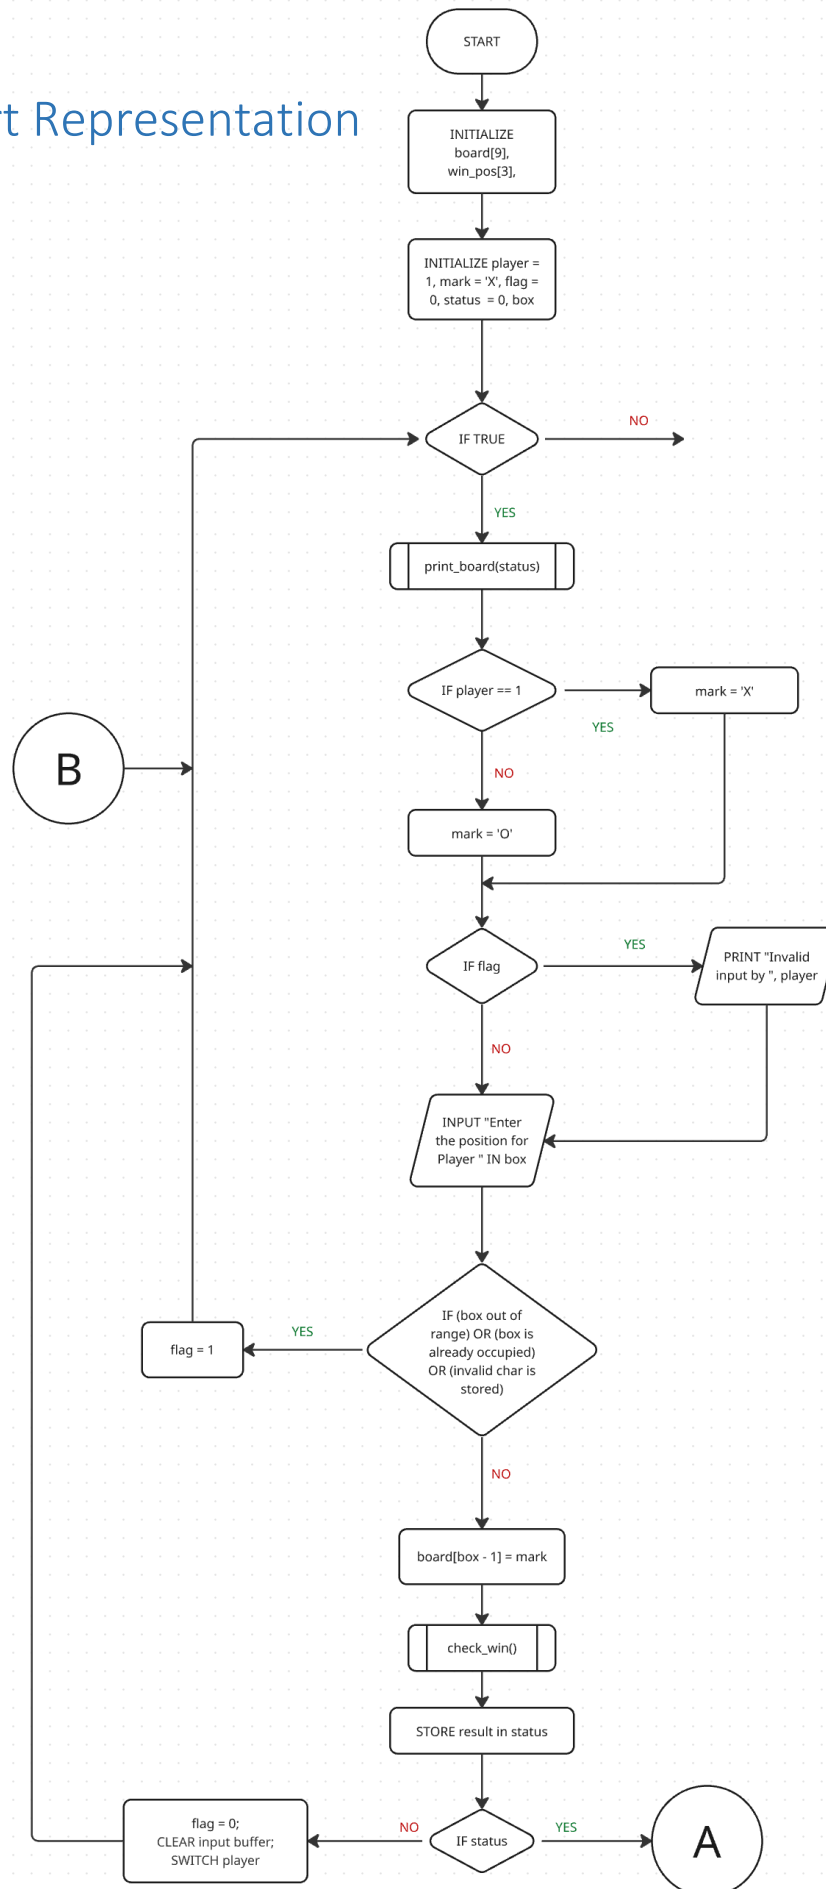 START
rt Representation
INITIALIZE
board[9],
win_pos[3],
INITIALIZE player =
1, mark = 'X', flag =
0, status = 0, box
IF TRUE
NO
YES
print_board(status)
IF player == 1
mark = 'X'
YES
B
NO
mark = 'O'
IF flag
YES
PRINT "Invalid
input by ", player
NO
INPUT "Enter
the position for
Player " IN box
IF (box out of
range) OR (box is
already occupied)
OR (invalid char is
stored)
YES
flag = 1
NO
board[box - 1] = mark
check_win()
STORE result in status
IF status
NO
YES
flag = 0;
CLEAR input buffer;
SWITCH player
A